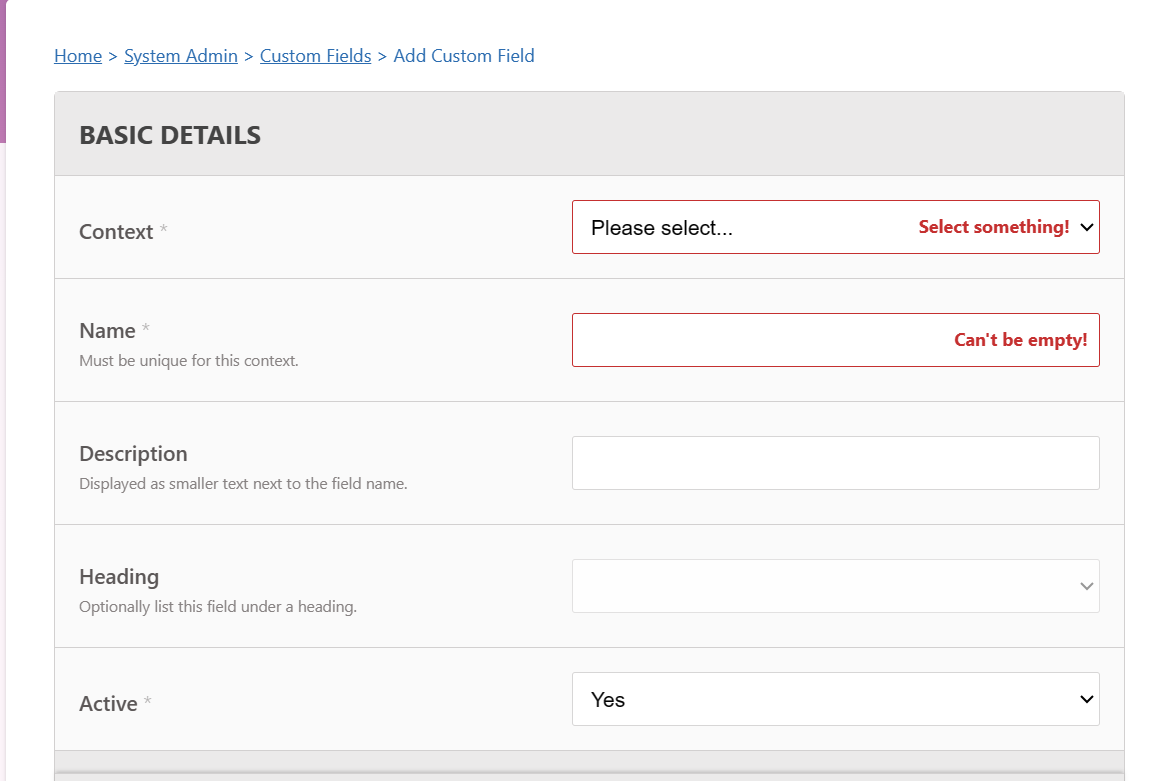 Home > System Admin > Custom Fields > Add Custom Field
BASIC DETAILS
Context *
Please select... Select something!
Name *
Must be unique for this context.
Can't be empty!
Description
Displayed as smaller text next to the field name.
Heading
Optionally list this field under a heading.
Active *
Yes